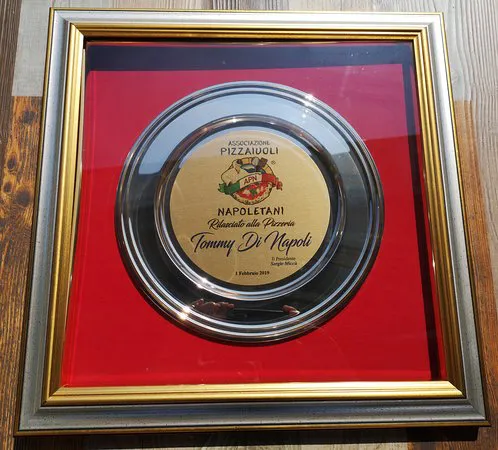 ASSOCIAZIONE
PIZZAIUOLI
APN
NAPOLETANI
Rilasciato alla Pizzeria
Tommy Di Napoli
Il Presidente
Sergio Miccù
1 Febbraio 2019